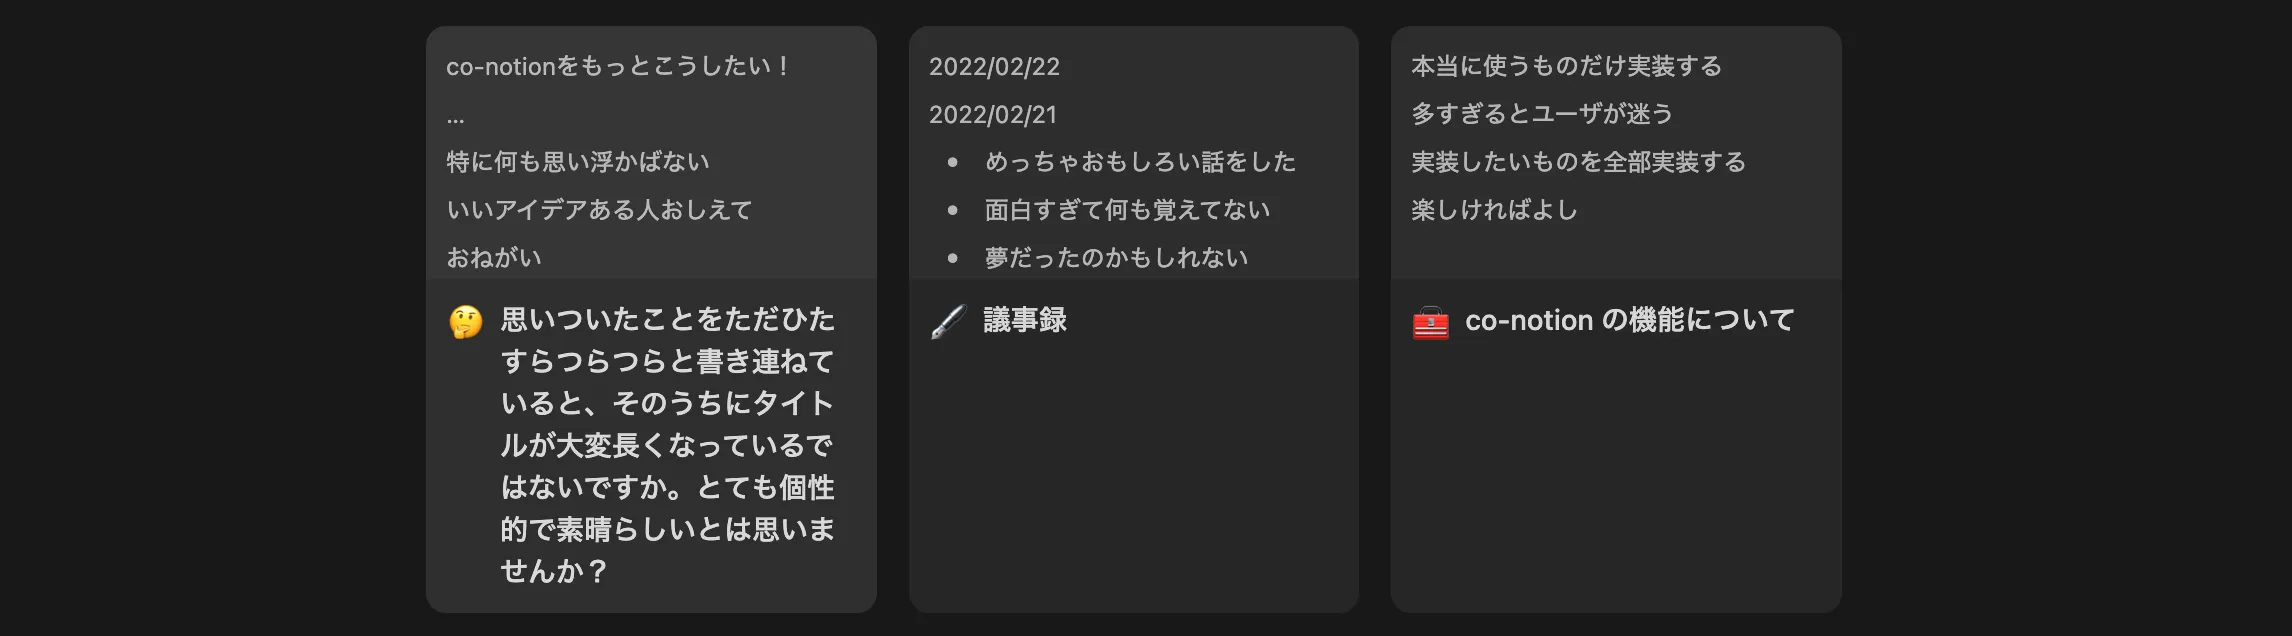 co-notionをもっとこうしたい！
...
特に何も思い浮かばない
いいアイデアある人おしえて
おねがい
🤔 思いついたことをただひた
すらつらつらと書き連ねて
いると、そのうちにタイト
ルが大変長くなっているで
はないですか。とても個性
的で素晴らしいとは思いま
せんか？
2022/02/22
2022/02/21
• めっちゃおもしろい話をした
• 面白すぎて何も覚えてない
• 夢だったのかもしれない
🖋️ 議事録
本当に使うものだけ実装する
多すぎるとユーザが迷う
実装したいものを全部実装する
楽しければよし
🧰 co-notion の機能について